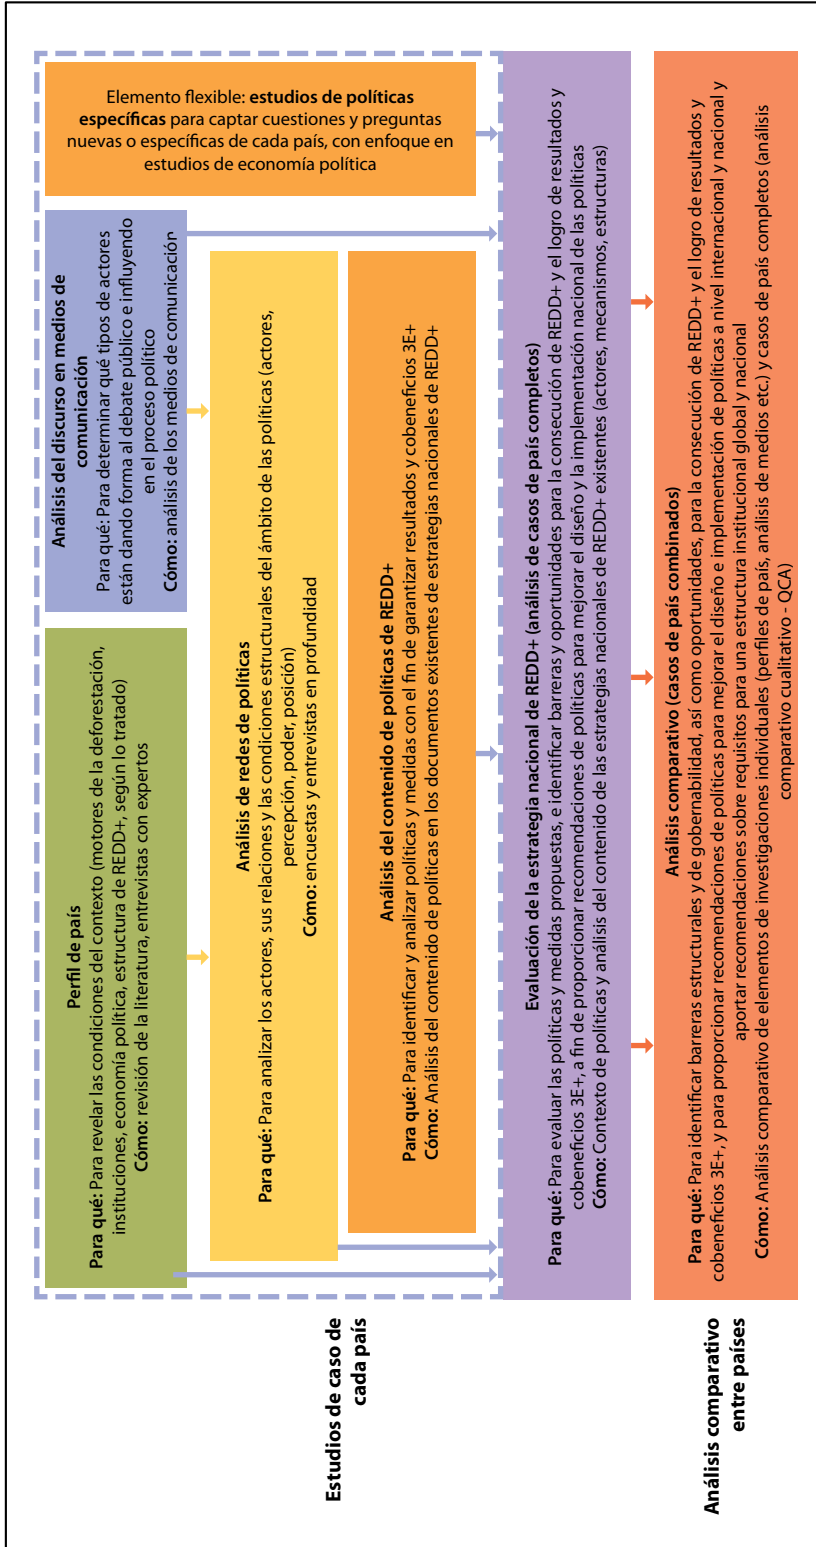 Perfil de país
Para qué: Para revelar las condiciones del contexto (motores de la deforestación,
instituciones, economía política, estructura de REDD+, según lo tratado)
Cómo: revisión de la literatura, entrevistas con expertos
Análisis del discurso en medios de
comunicación
Para qué: Para determinar qué tipos de actores
están dando forma al debate público e influyendo
en el proceso político
Cómo: análisis de los medios de comunicación
Elemento flexible: estudios de políticas
específicas para captar cuestiones y preguntas
nuevas o específicas de cada país, con enfoque en
estudios de economía política
Análisis de redes de políticas
Para qué: Para analizar los actores, sus relaciones y las condiciones estructurales del ámbito de las políticas (actores,
percepción, poder, posición)
Cómo: encuestas y entrevistas en profundidad
Análisis del contenido de políticas de REDD+
Para qué: Para identificar y analizar políticas y medidas con el fin de garantizar resultados y cobeneficios 3E+
Cómo: Análisis del contenido de políticas en los documentos existentes de estrategias nacionales de REDD+
Estudios de caso de
cada país
Evaluación de la estrategia nacional de REDD+ (análisis de casos de país completos)
Para qué: Para evaluar las políticas y medidas propuestas, e identificar barreras y oportunidades para la consecución de REDD+ y el logro de resultados y
cobeneficios 3E+, a fin de proporcionar recomendaciones de políticas para mejorar el diseño y la implementación nacional de las políticas
Cómo: Contexto de políticas y análisis del contenido de las estrategias nacionales de REDD+ existentes (actores, mecanismos, estructuras)
Análisis comparativo
entre países
Análisis comparativo (casos de país combinados)
Para qué: Para identificar barreras estructurales y de gobernabilidad, así como oportunidades, para la consecución de REDD+ y el logro de resultados y
cobeneficios 3E+, y para proporcionar recomendaciones de políticas para mejorar el diseño e implementación de políticas a nivel internacional y nacional y
aportar recomendaciones sobre requisitos para una estructura institucional global y nacional
Cómo: Análisis comparativo de elementos de investigaciones individuales (perfiles de país, análisis de medios etc.) y casos de país completos (análisis
comparativo cualitativo - QCA)